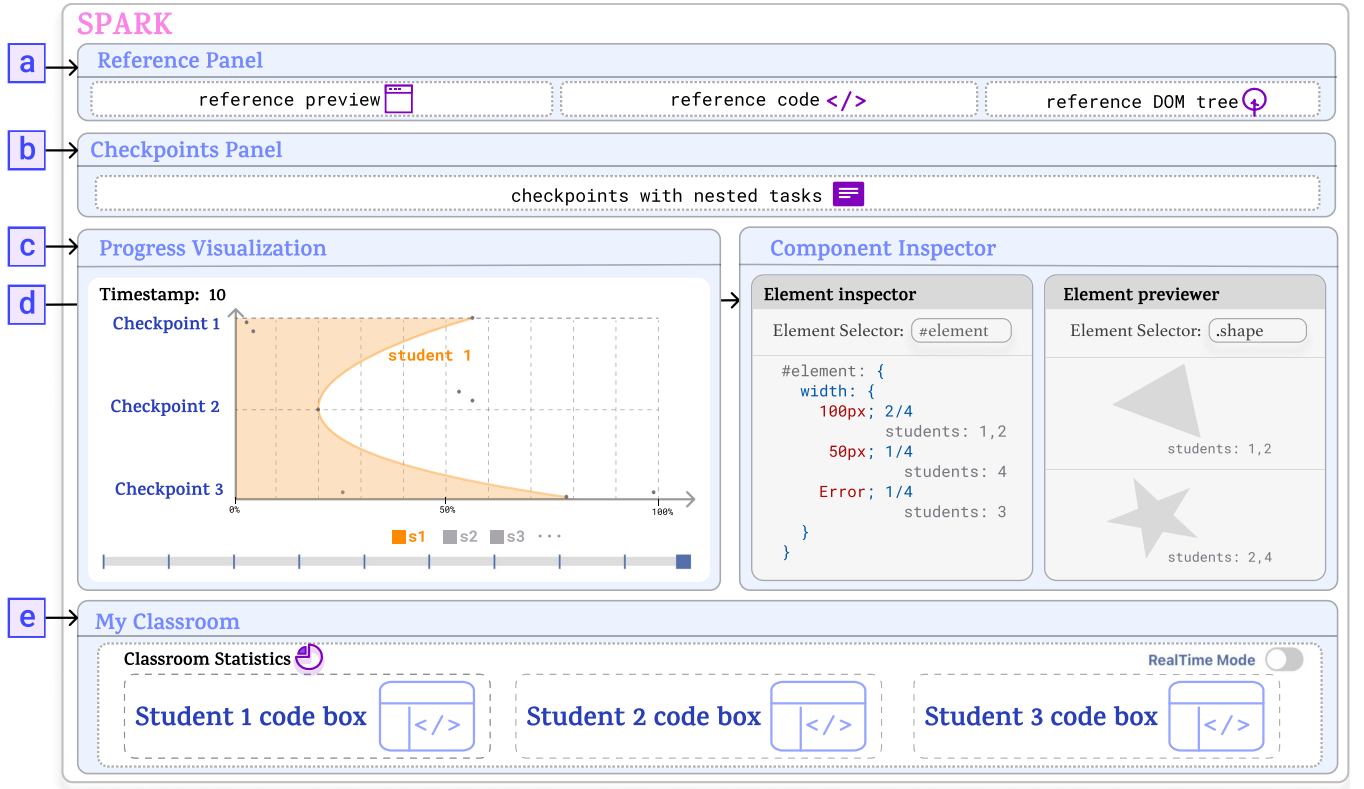 SPARK
a
Reference Panel
reference preview
reference code </>
reference DOM tree
b
Checkpoints Panel
checkpoints with nested tasks
c
Progress Visualization
d
Timestamp: 10
Checkpoint 1
student 1
Checkpoint 2
Checkpoint 3
0%
50%
100%
s1 s2 s3 ...
Component Inspector
Element inspector
Element Selector: #element
#element: {
width: {
100px; 2/4
students: 1,2
50px; 1/4
students: 4
Error; 1/4
students: 3
}
}
Element previewer
Element Selector: .shape
students: 1,2
students: 2,4
e
My Classroom
Classroom Statistics
RealTime Mode
Student 1 code box </>
Student 2 code box </>
Student 3 code box </>